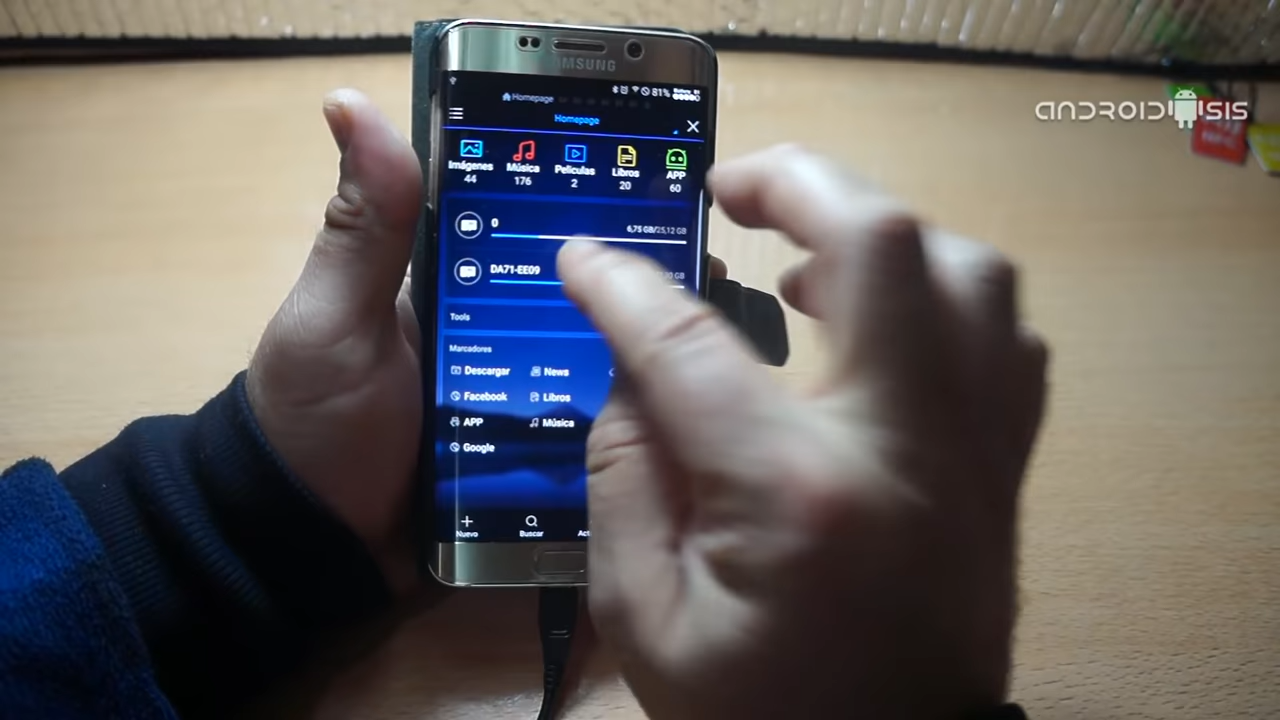 ANDROIDSIS
SAMSUNG
81%
Homepage
Homepage
Imágenes Música Películas Libros APP
44 176 2 20 60
0 6,75 GB/25,12 GB
DA71-EE09
Tools
Marcadores
Descargar News
Facebook Libros
APP Música
Google
Nuevo Buscar